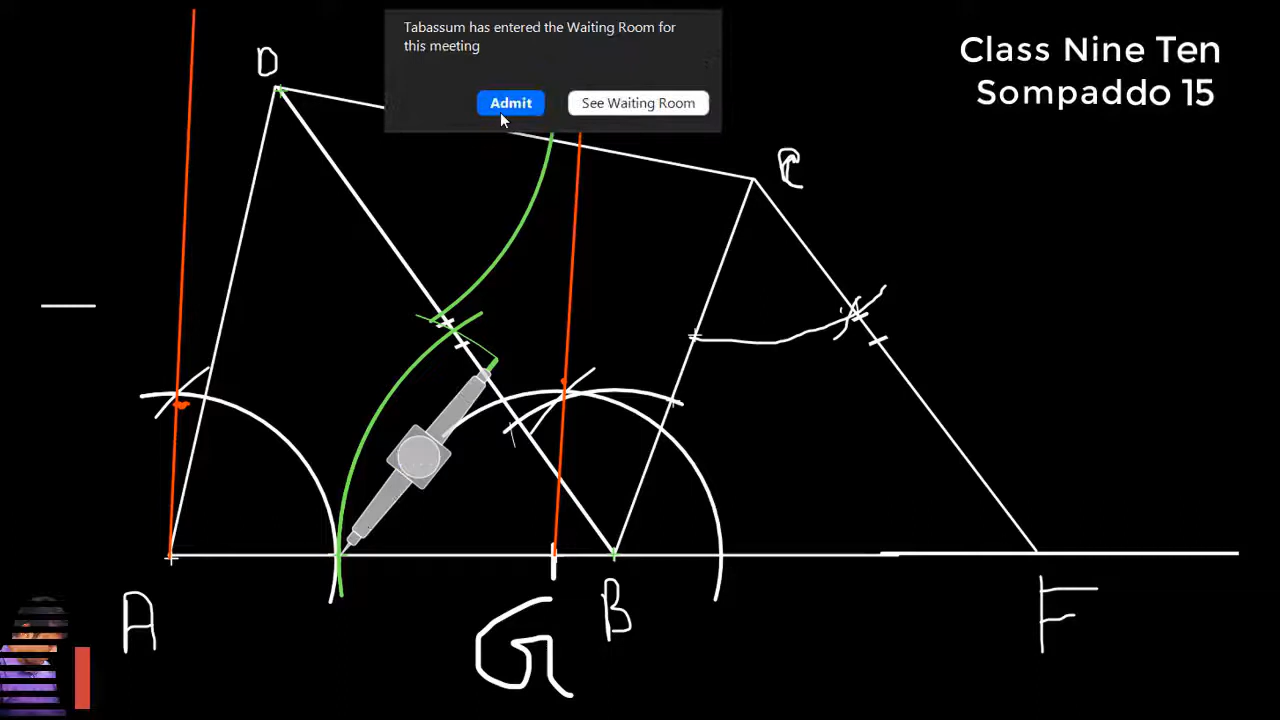 Tabassum has entered the Waiting Room for
this meeting
Admit
See Waiting Room
Class Nine Ten
Sompaddo 15
D
C
A
G
B
F